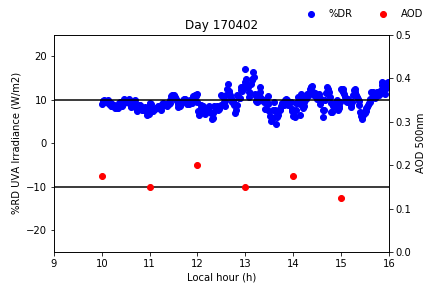 %DR AOD
Day 170402
20
10
0
−10
−20
%RD UVA Irradiance (W/m2)
0.5
0.4
0.3
0.2
0.1
0.0
AOD 500nm
9 10 11 12 13 14 15 16
Local hour (h)